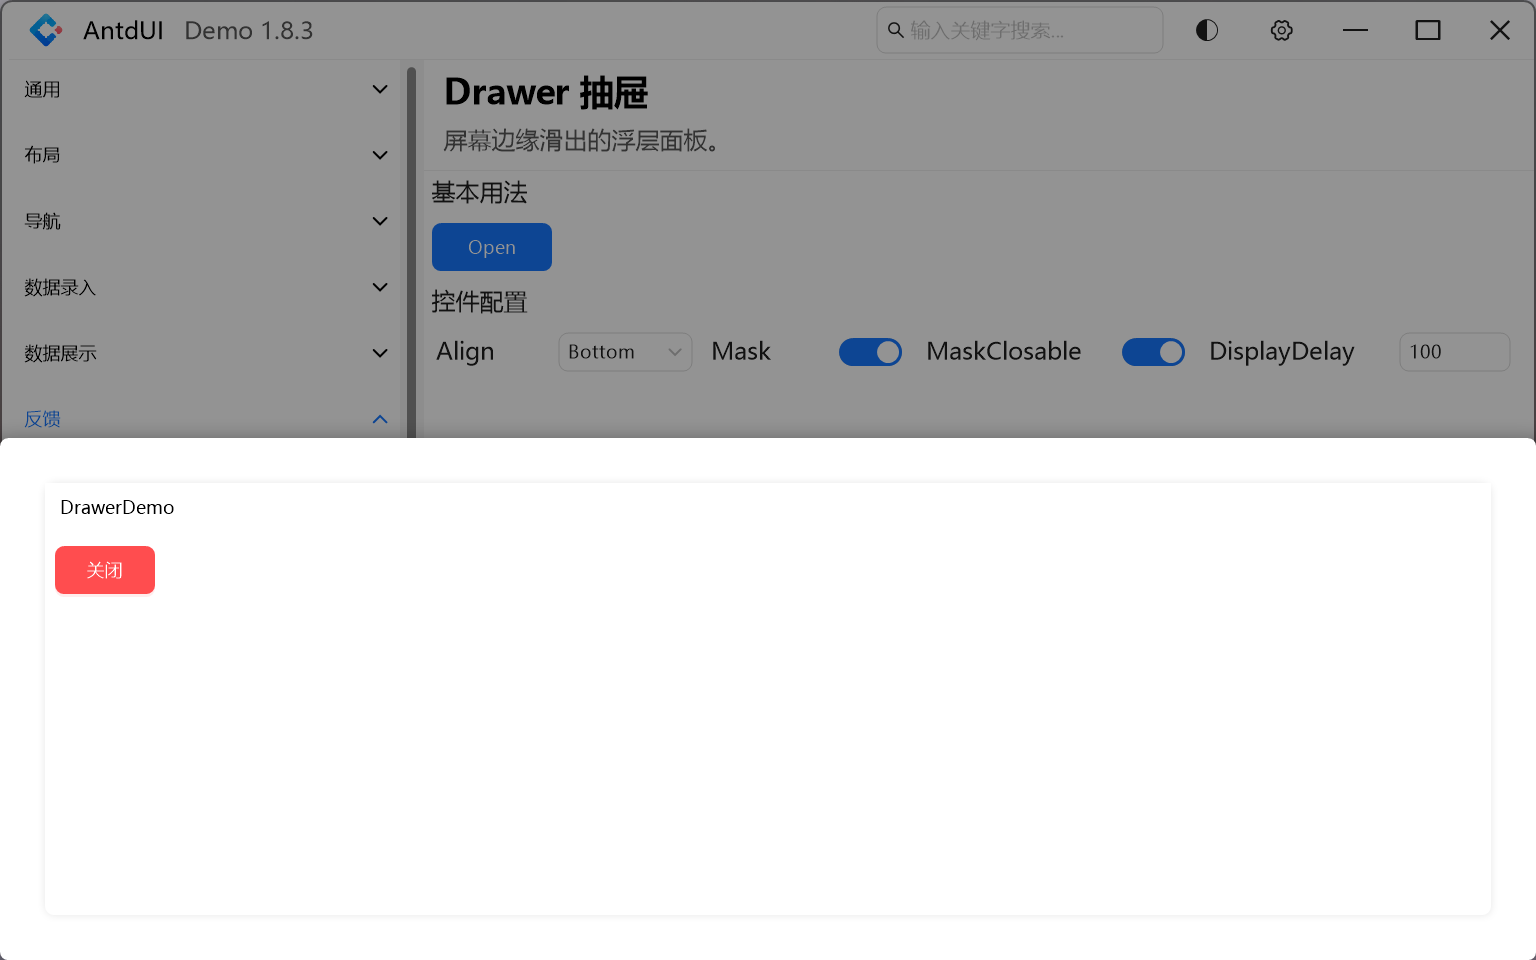 AntdUI Demo 1.8.3 输入关键字搜索...
通用
布局
导航
数据录入
数据展示
反馈
Drawer 抽屉
屏幕边缘滑出的浮层面板。
基本用法
Open
控件配置
Align Bottom Mask MaskClosable DisplayDelay 100
DrawerDemo
关闭